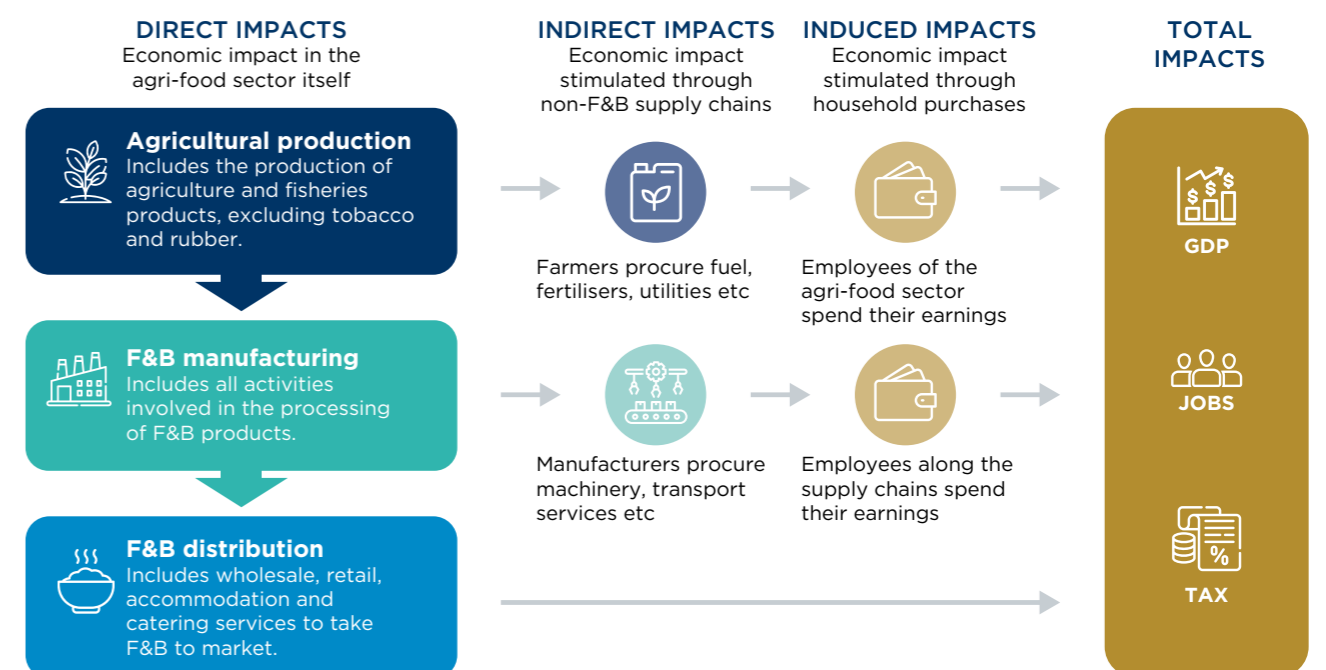 DIRECT IMPACTS
Economic impact in the
agri-food sector itself
INDIRECT IMPACTS
Economic impact
stimulated through
non-F&B supply chains
INDUCED IMPACTS
Economic impact
stimulated through
household purchases
TOTAL
IMPACTS
Agricultural production
Includes the production of
agriculture and fisheries
products, excluding tobacco
and rubber.
Farmers procure fuel,
fertilisers, utilities etc
Employees of the
agri-food sector
spend their earnings
$ $ $
GDP
F&B manufacturing
Includes all activities
involved in the processing
of F&B products.
Manufacturers procure
machinery, transport
services etc
Employees along the
supply chains spend
their earnings
JOBS
F&B distribution
Includes wholesale, retail,
accommodation and
catering services to take
F&B to market.
%
TAX